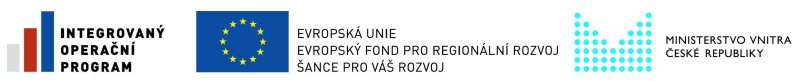 INTEGROVANÝ
OPERAČNÍ
PROGRAM
EVROPSKÁ UNIE
EVROPSKÝ FOND PRO REGIONÁLNÍ ROZVOJ
ŠANCE PRO VÁŠ ROZVOJ
MINISTERSTVO VNITRA
ČESKÉ REPUBLIKY